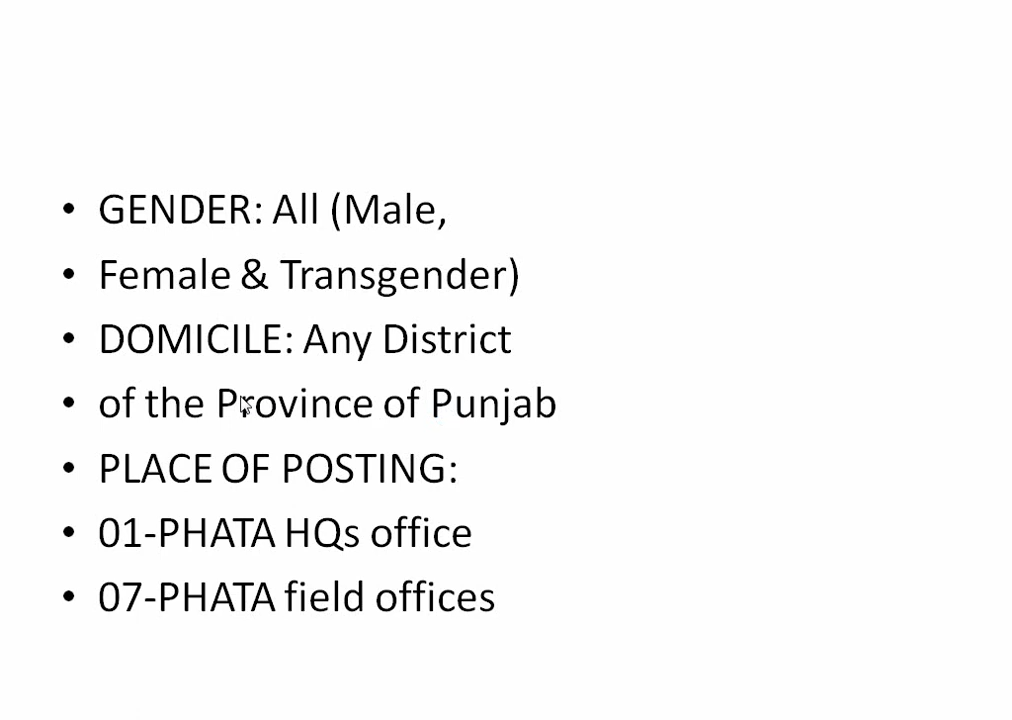 • GENDER: All (Male,
• Female & Transgender)
• DOMICILE: Any District
• of the Province of Punjab
• PLACE OF POSTING:
• 01-PHATA HQs office
• 07-PHATA field offices